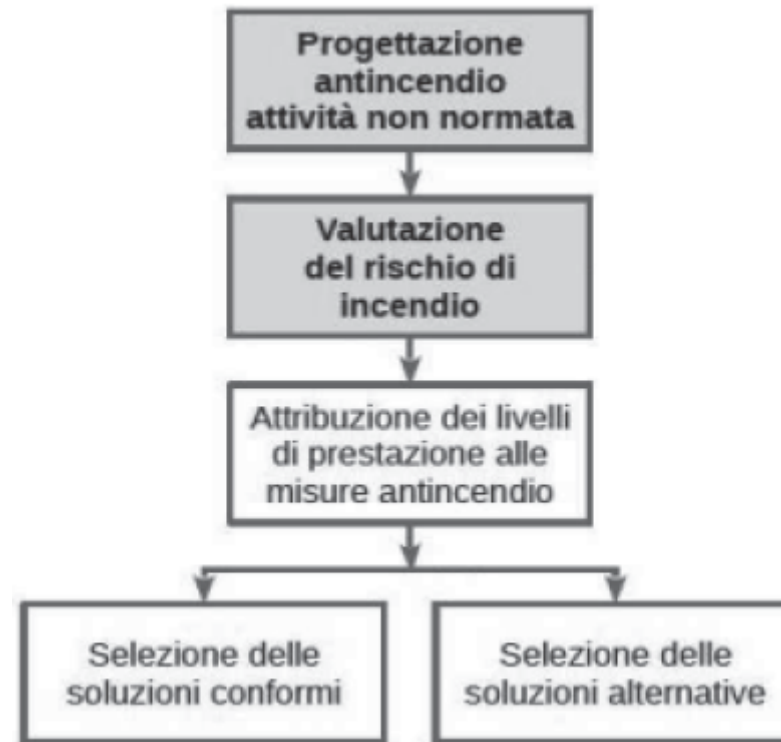 Progettazione
antincendio
attività non normata
Valutazione
del rischio di
incendio
Attribuzione dei livelli
di prestazione alle
misure antincendio
Selezione delle
soluzioni conformi
Selezione delle
soluzioni alternative